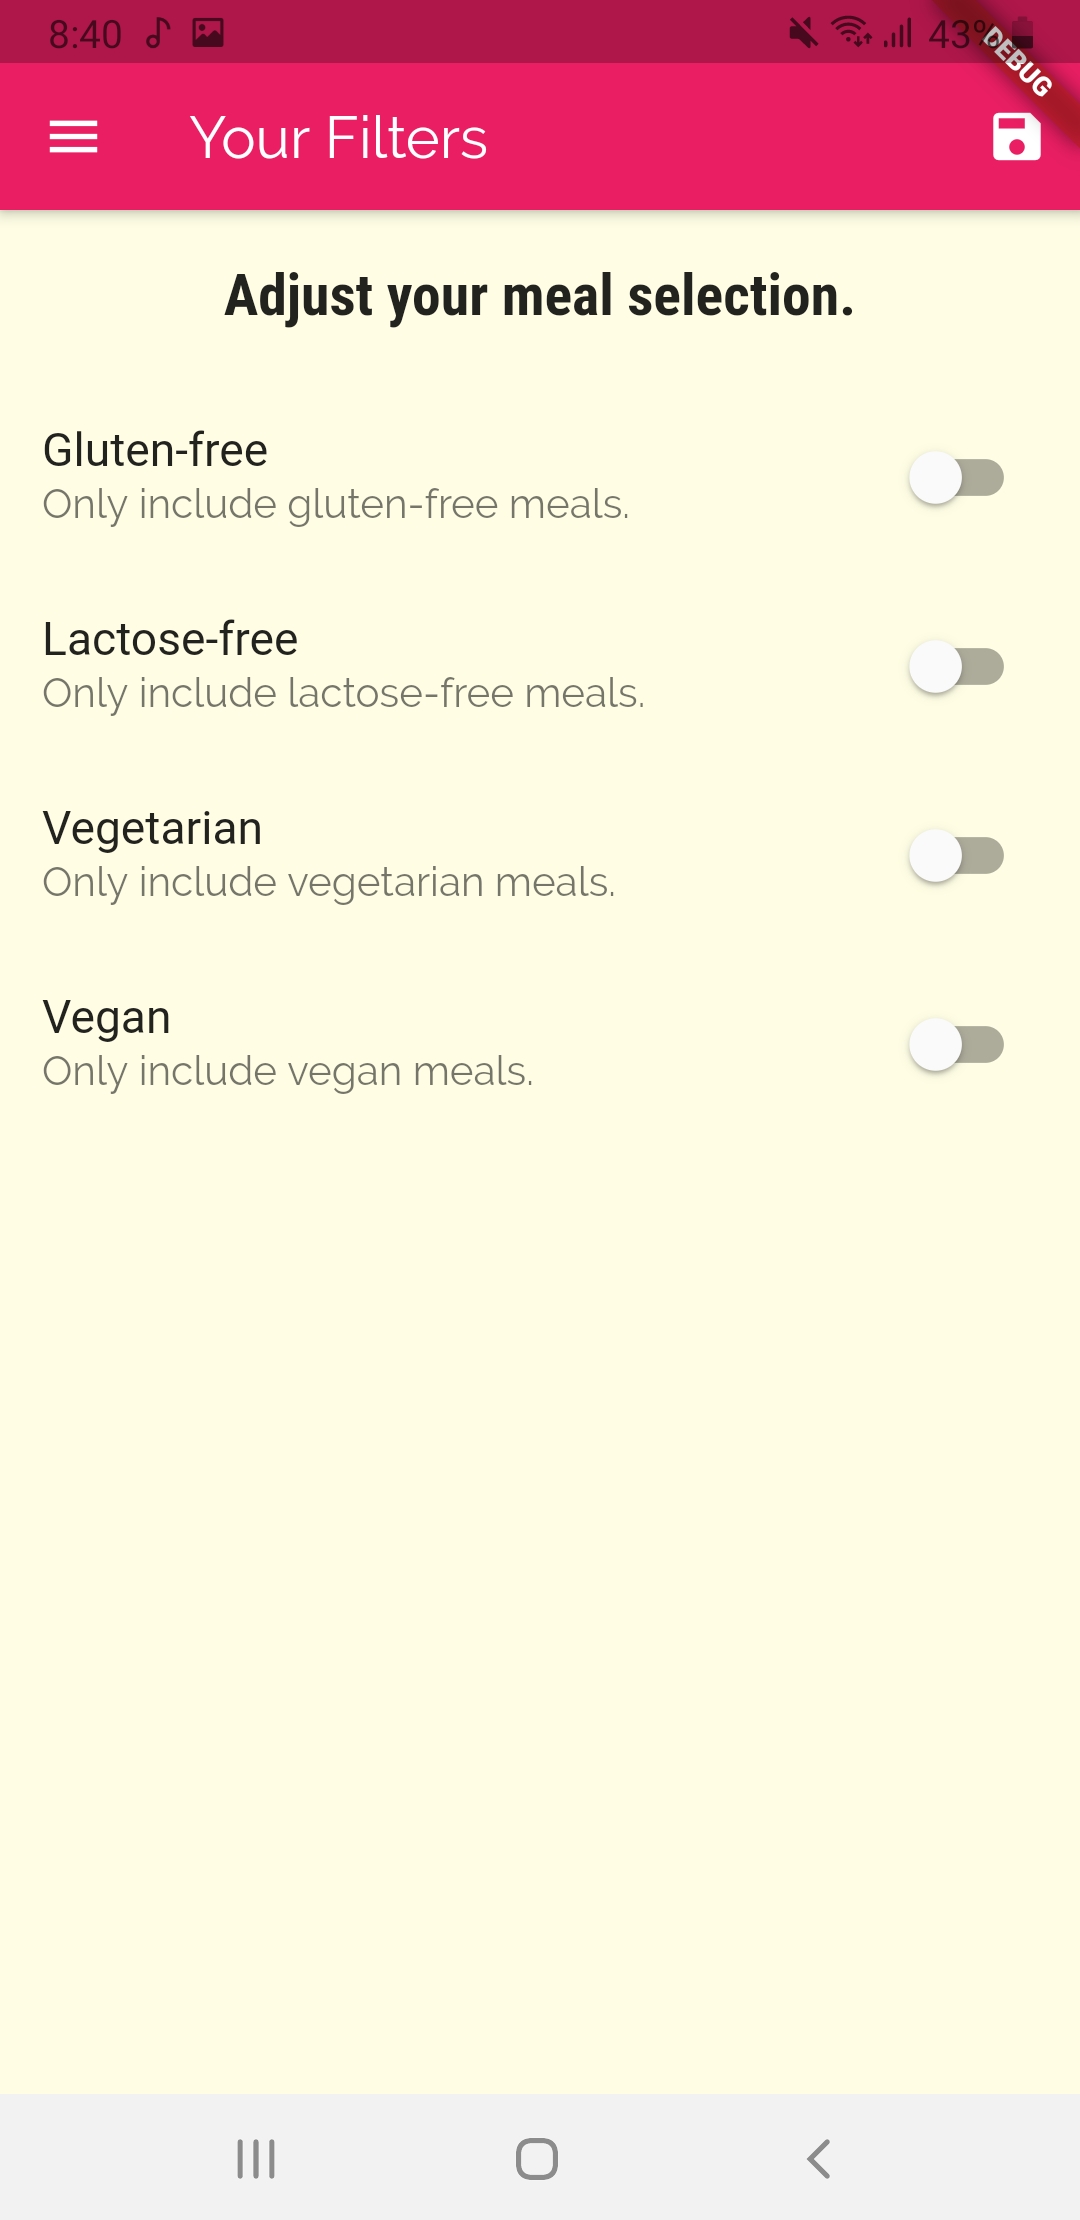 8:40 43%
DEBUG
Your Filters
Adjust your meal selection.
Gluten-free
Only include gluten-free meals.
Lactose-free
Only include lactose-free meals.
Vegetarian
Only include vegetarian meals.
Vegan
Only include vegan meals.